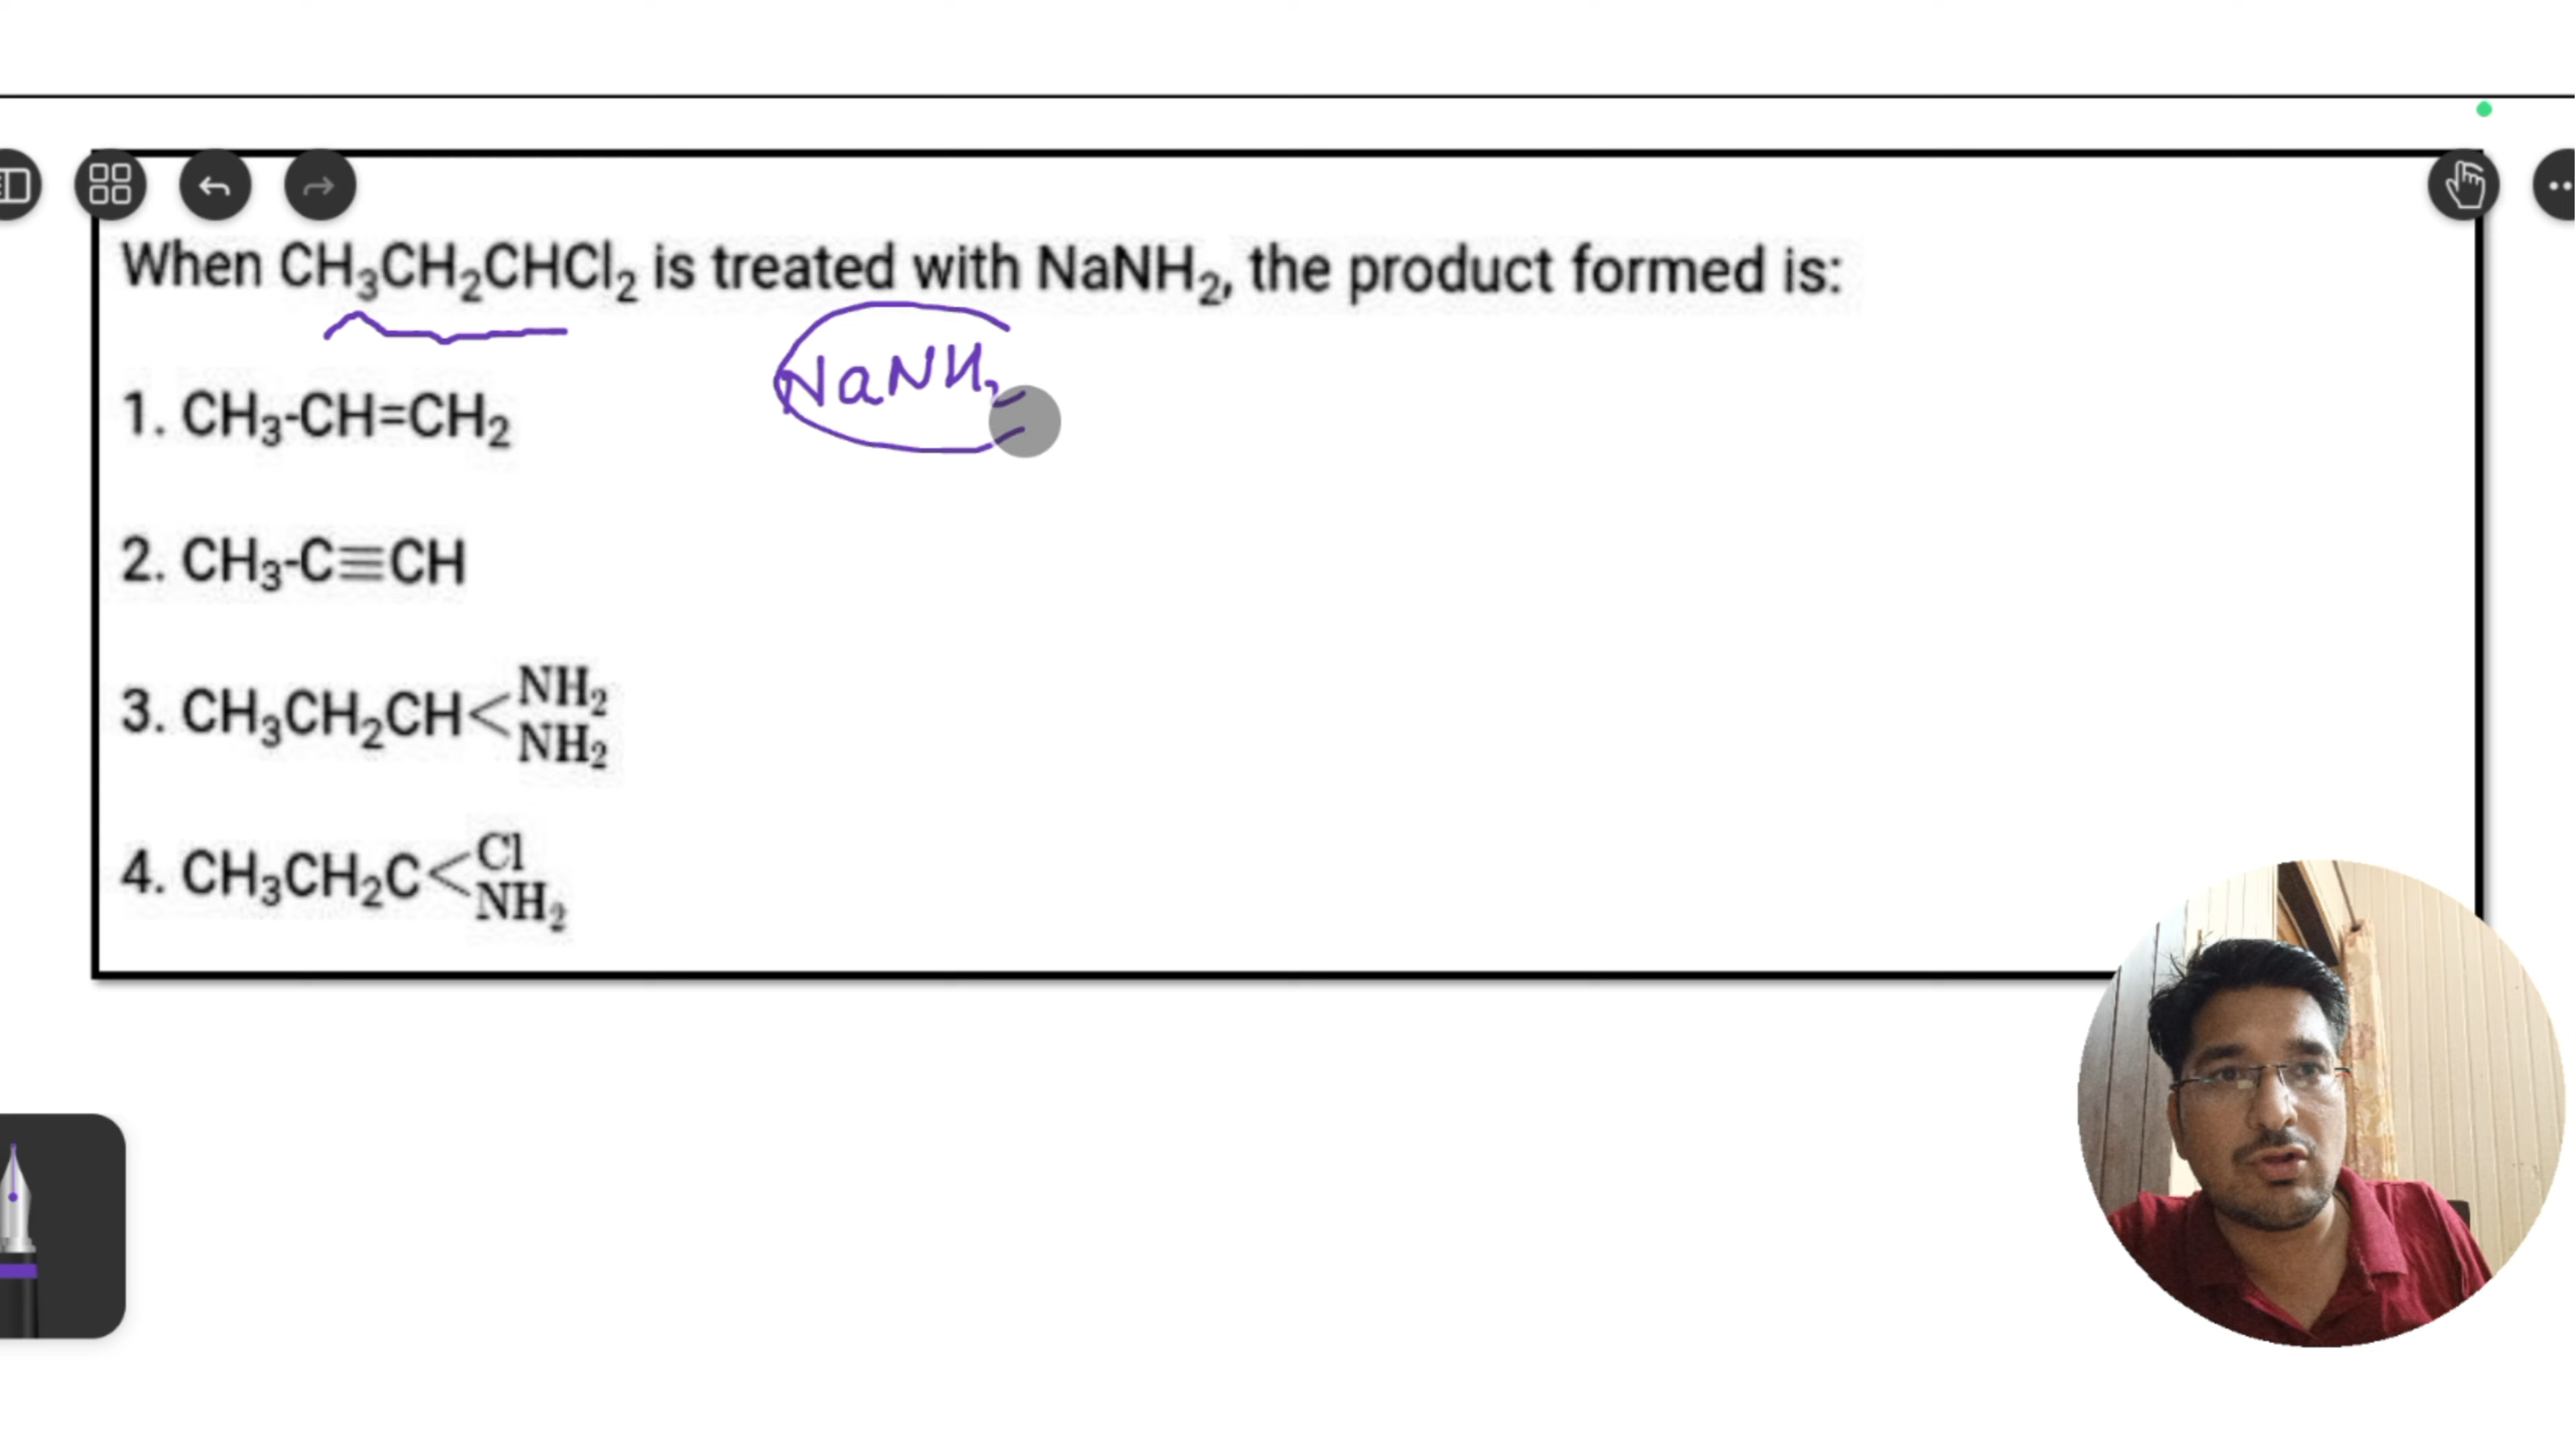 When CH₃CH₂CHCl₂ is treated with NaNH₂, the product formed is:
NaNH₂
1. CH₃-CH=CH₂
2. CH₃-C≡CH
3. CH₃CH₂CH< NH₂
NH₂
4. CH₃CH₂C< Cl
NH₂